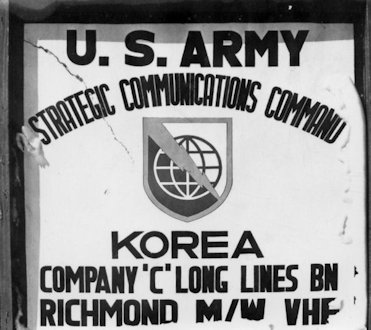 U. S. ARMY
STRATEGIC COMMUNICATIONS COMMAND
KOREA
COMPANY "C" LONG LINES BN
RICHMOND M/W VHF